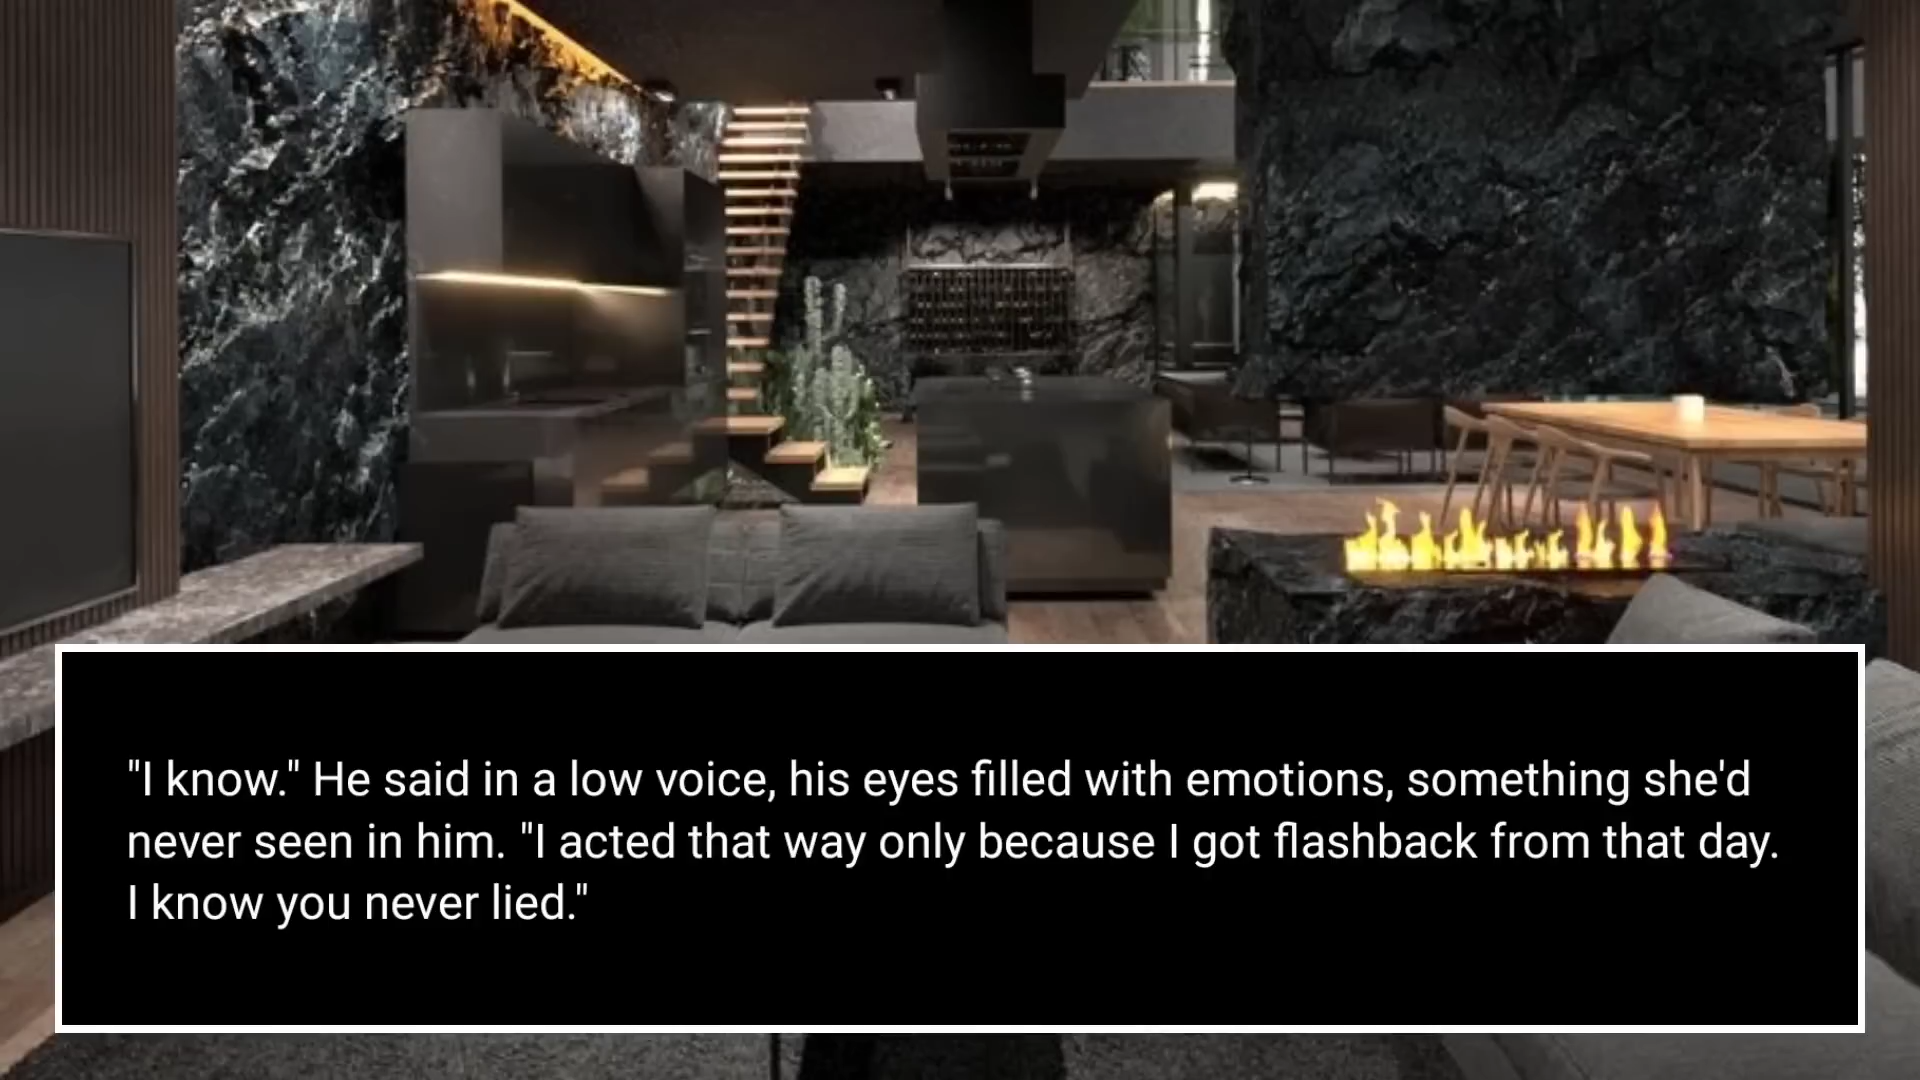 "I know." He said in a low voice, his eyes filled with emotions, something she'd
never seen in him. "I acted that way only because I got flashback from that day.
I know you never lied."